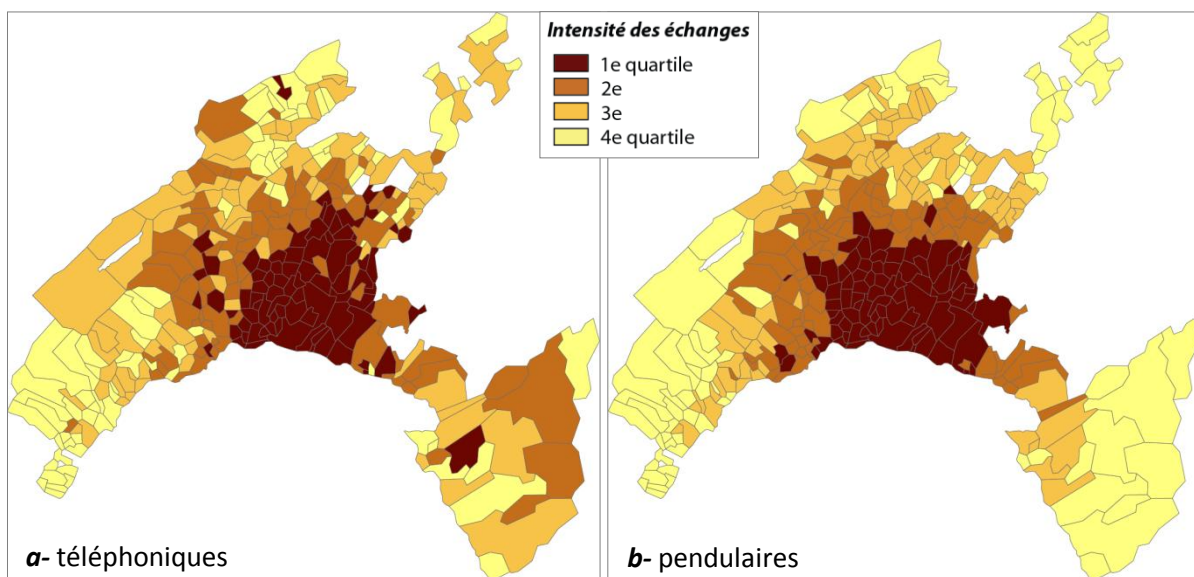 Intensité des échanges
1e quartile
2e
3e
4e quartile
a- téléphoniques
b- pendulaires